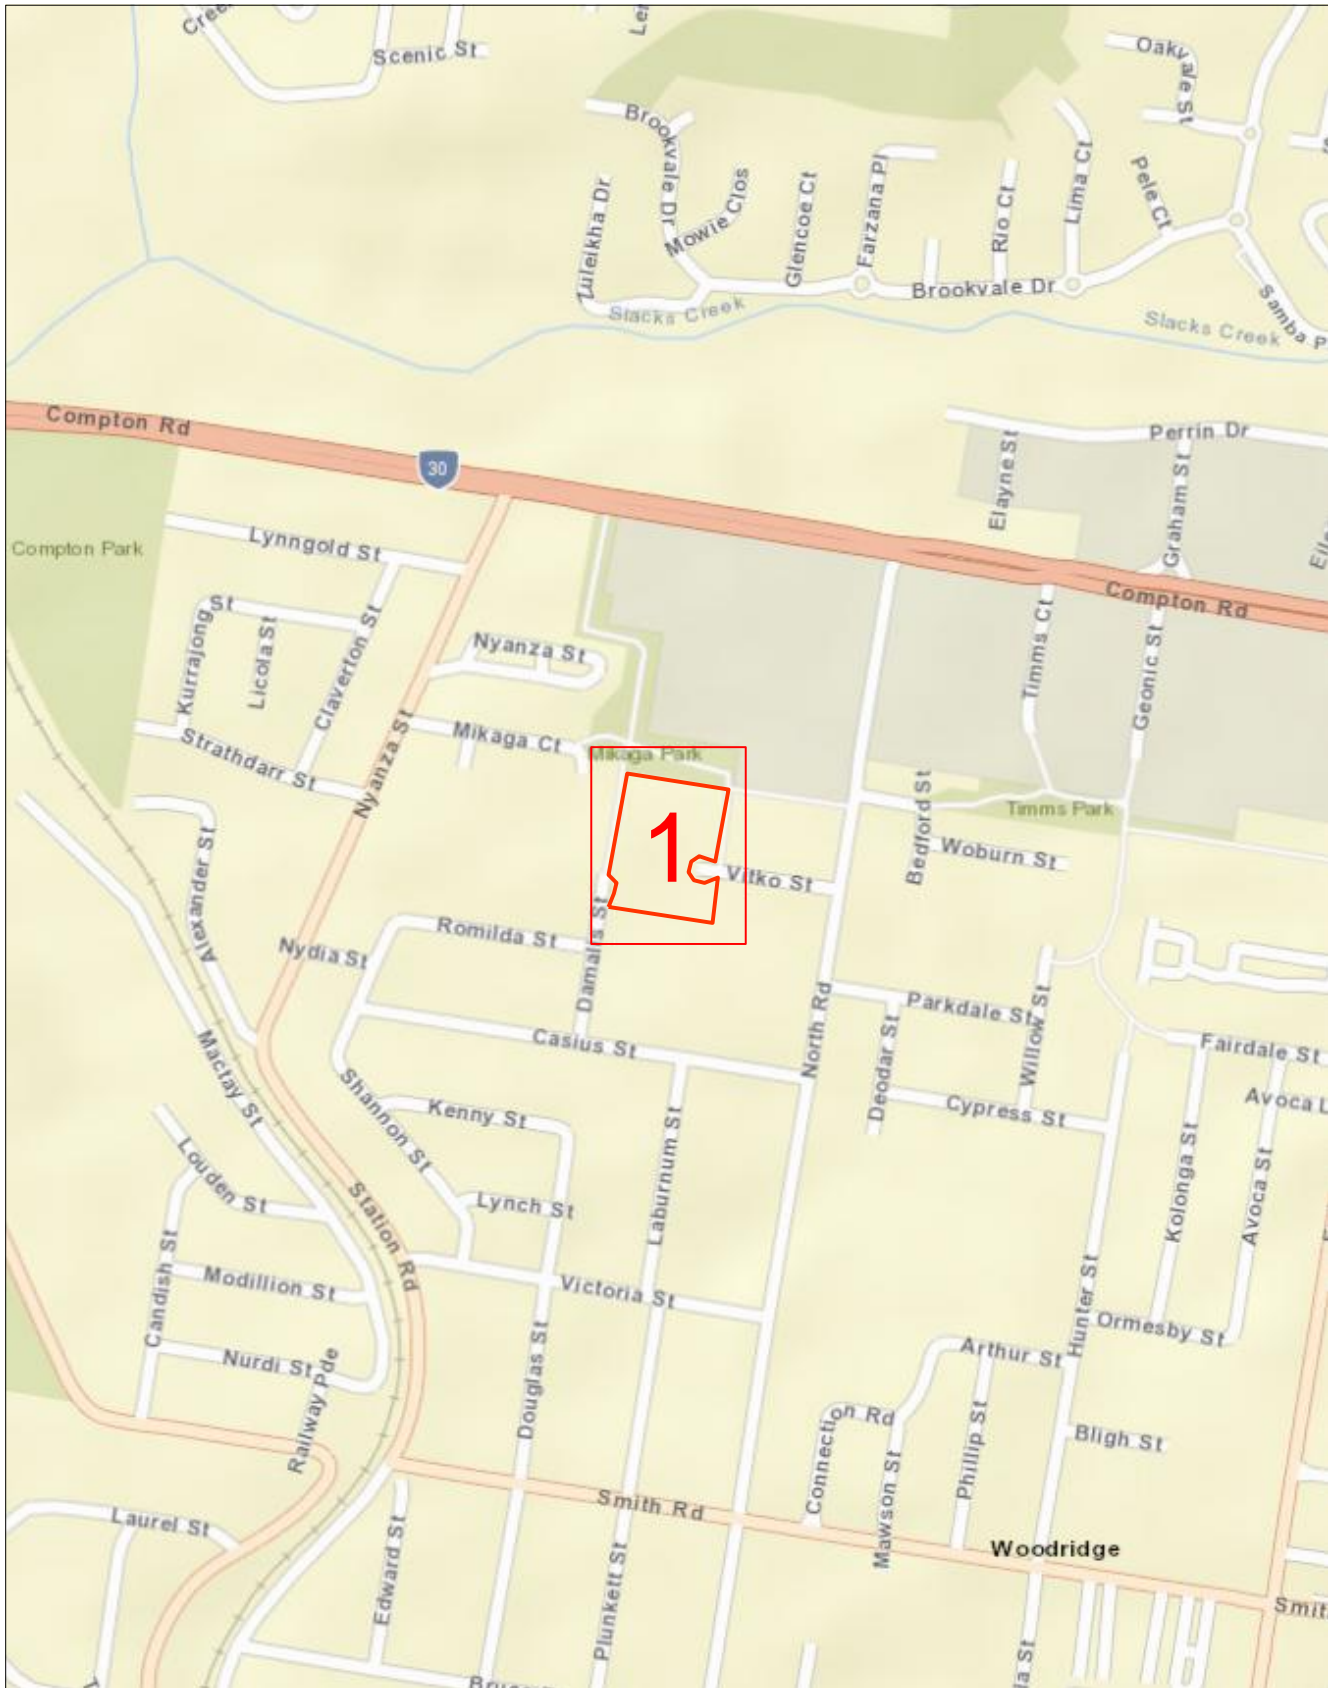 Scenic St
Oakvale St
Brookvale Dr
Zuleikha Dr
Mowie Clos
Glencoe Ct
Farzana Pl
Rio Ct
Lima Ct
Pele Ct
Brookvale Dr
Slacks Creek
Slacks Creek
Samba P
Compton Rd
30
Perrin Dr
Elayne St
Graham St
Compton Park
Lynngold St
Compton Rd
Kurrajong St
Licola St
Claverton St
Nyanza St
Timms Ct
Geonic St
Strathdarr St
Nyanza St
Mikaga Ct
Mikaga Park
Bedford St
Timms Park
1
Woburn St
Vitko St
Alexander St
Nydia St
Romilda St
Damalis St
North Rd
Parkdale St
Willow St
Deodar St
Casius St
Fairdale St
Mactay St
Shannon St
Kenny St
Laburnum St
Cypress St
Avoca L
Kolonga St
Avoca St
Louden St
Lynch St
Station Rd
Candish St
Modillion St
Victoria St
Hunter St
Ormesby St
Nurdi St
Railway Pde
Douglas St
Arthur St
Connection Rd
Mawson St
Phillip St
Bligh St
Laurel St
Smith Rd
Edward St
Plunkett St
Woodridge
Smit
la St